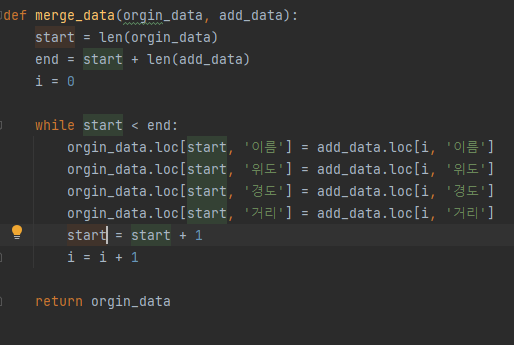 def merge_data(orgin_data, add_data):
    start = len(orgin_data)
    end = start + len(add_data)
    i = 0

    while start < end:
        orgin_data.loc[start, '이름'] = add_data.loc[i, '이름']
        orgin_data.loc[start, '위도'] = add_data.loc[i, '위도']
        orgin_data.loc[start, '경도'] = add_data.loc[i, '경도']
        orgin_data.loc[start, '거리'] = add_data.loc[i, '거리']
        start = start + 1
        i = i + 1

    return orgin_data